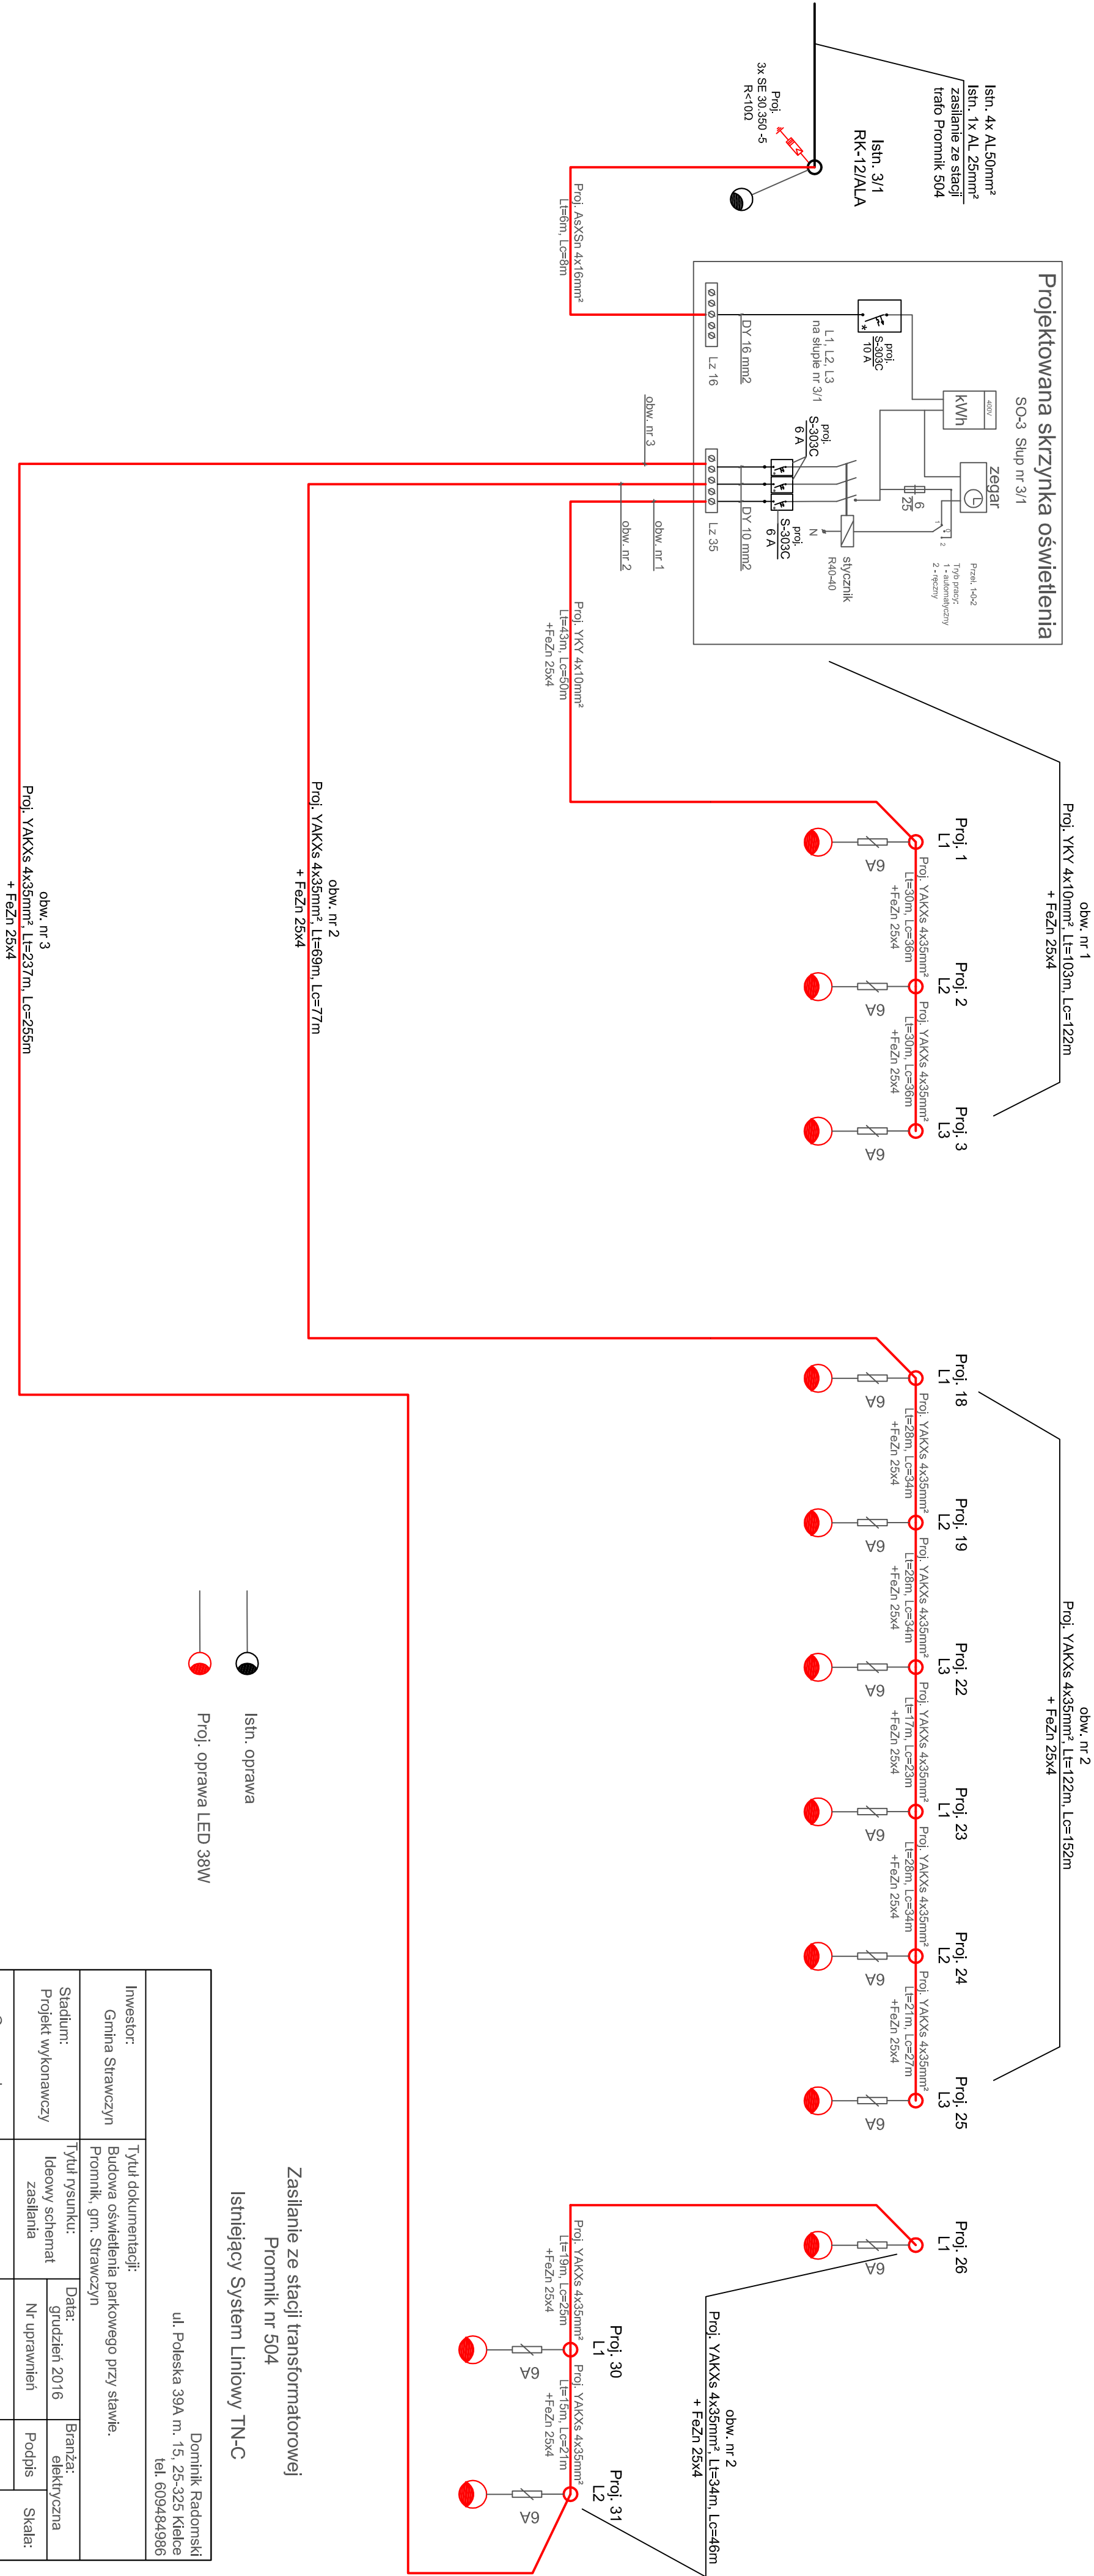 Istn. 4x AL50mm²
Istn. 1x AL 25mm²
zasilanie ze stacji
trafo Promnik 504
Istn. 3/1
RK-12/ALA
Proj.
3x SE 30.350 -5
R<10Ω
Proj. AsXSn 4x16mm²
Lt=6m, Lc=8m
Projektowana skrzynka oświetlenia
SO-3 Słup nr 3/1
400V
kWh
zegar
proj.
S-303C
10 A
L1, L2, L3
na słupie nr 3/1
DY 16 mm2
Lz 16
6
25
1
0
2
Przeł. 1-0-2
Tryb pracy:
1 - automatyczny
2 - ręczny
stycznik
R40-40
N
proj.
S-303C
6 A
proj.
S-303C
6 A
DY 10 mm2
Lz 35
obw. nr 3
obw. nr 1
obw. nr 2
Proj. YKY 4x10mm²
Lt=43m, Lc=50m
+FeZn 25x4
obw. nr 1
Proj. YKY 4x10mm², Lt=103m, Lc=122m
+ FeZn 25x4
Proj. 1
L1
6A
Proj. YAKXs 4x35mm²
Lt=30m, Lc=36m
+FeZn 25x4
Proj. 2
L2
6A
Proj. YAKXs 4x35mm²
Lt=30m, Lc=36m
+FeZn 25x4
Proj. 3
L3
6A
obw. nr 2
Proj. YAKXs 4x35mm², Lt=69m, Lc=77m
+ FeZn 25x4
obw. nr 3
Proj. YAKXs 4x35mm², Lt=237m, Lc=255m
+ FeZn 25x4
obw. nr 2
Proj. YAKXs 4x35mm², Lt=122m, Lc=152m
+ FeZn 25x4
Proj. 18
L1
6A
Proj. YAKXs 4x35mm²
Lt=28m, Lc=34m
+FeZn 25x4
Proj. 19
L2
6A
Proj. YAKXs 4x35mm²
Lt=28m, Lc=34m
+FeZn 25x4
Proj. 22
L3
6A
Proj. YAKXs 4x35mm²
Lt=17m, Lc=23m
+FeZn 25x4
Proj. 23
L1
6A
Proj. YAKXs 4x35mm²
Lt=28m, Lc=34m
+FeZn 25x4
Proj. 24
L2
6A
Proj. YAKXs 4x35mm²
Lt=21m, Lc=27m
+FeZn 25x4
Proj. 25
L3
6A
Proj. 26
L1
6A
obw. nr 2
Proj. YAKXs 4x35mm², Lt=34m, Lc=46m
+ FeZn 25x4
Proj. YAKXs 4x35mm²
Lt=19m, Lc=25m
+FeZn 25x4
Proj. 30
L1
6A
Proj. YAKXs 4x35mm²
Lt=15m, Lc=21m
+FeZn 25x4
Proj. 31
L2
6A
Istn. oprawa
Proj. oprawa LED 38W
Zasilanie ze stacji transformatorowej
Promnik nr 504
Istniejący System Liniowy TN-C
Dominik Radomski
ul. Poleska 39A m. 15, 25-325 Kielce
tel. 609484986
Inwestor:
Gmina Strawczyn
Tytuł dokumentacji:
Budowa oświetlenia parkowego przy stawie.
Promnik, gm. Strawczyn
Stadium:
Projekt wykonawczy
Tytuł rysunku:
Ideowy schemat
zasilania
Data:
grudzień 2016
Branża:
elektryczna
Nr uprawnień
Podpis
Skala: